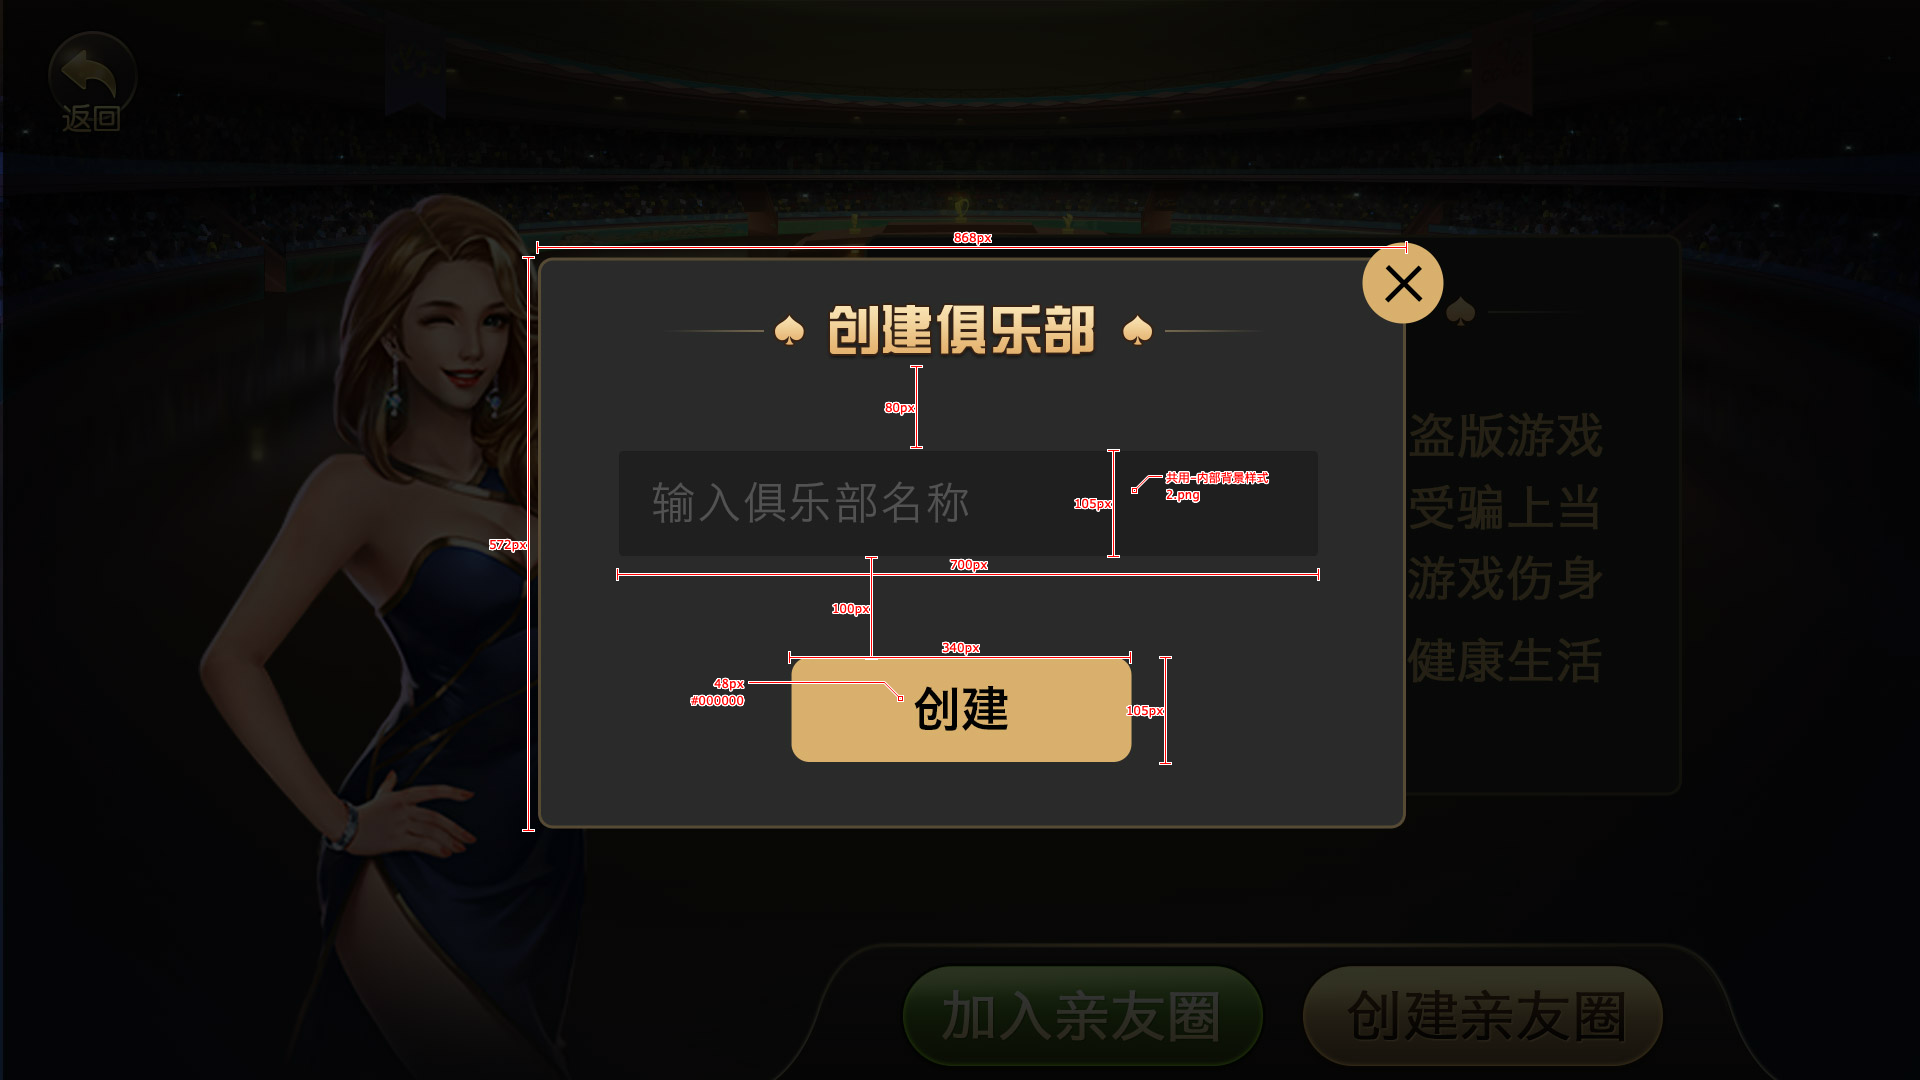 返回
868px
创建俱乐部
80px
盗版游戏
输入俱乐部名称
105px
共用-内部背景样式
2.png
受骗上当
572px
700px
游戏伤身
100px
340px
健康生活
48px
#000000
创建
105px
加入亲友圈
创建亲友圈